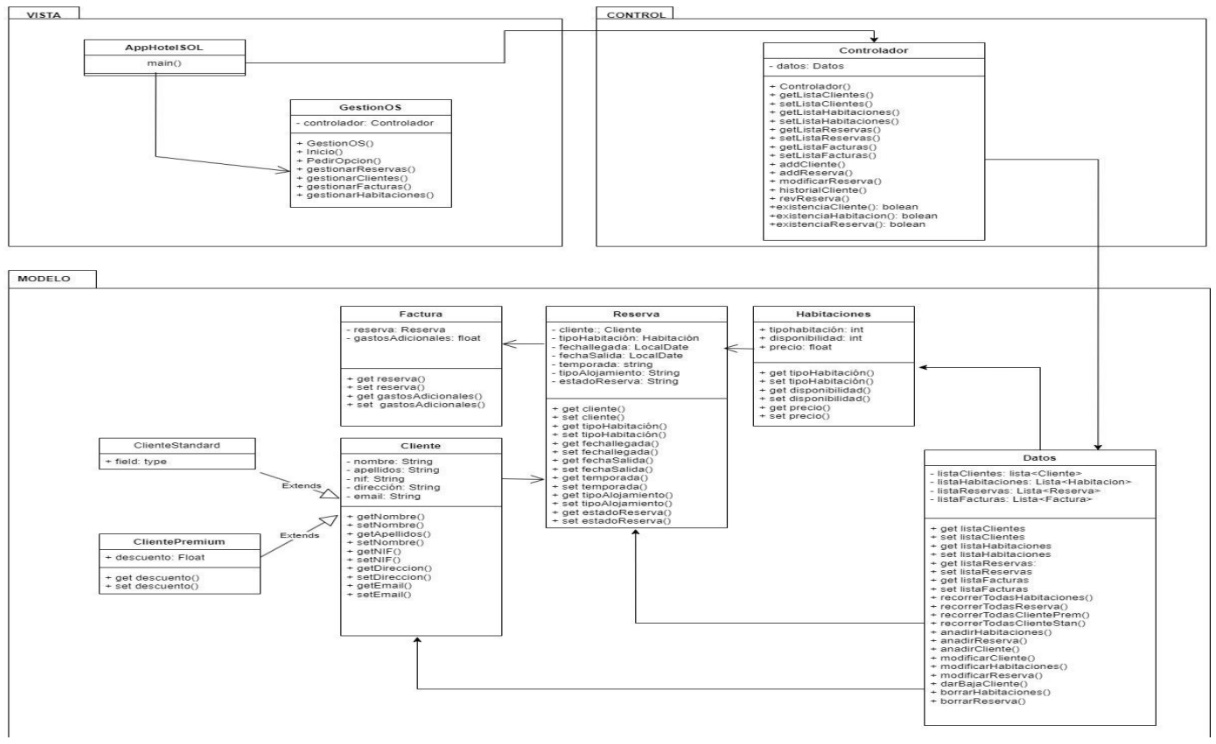 VISTA
AppHotelSOL
main()
GestionOS
- controlador: Controlador
+ GestionOS()
+ Inicio()
+ PedirOpcion()
+ gestionarReservas()
+ gestionarClientes()
+ gestionarFacturas()
+ gestionarHabitaciones()
CONTROL
Controlador
- datos: Datos
+ Controlador()
+ getListaClientes()
+ setListaClientes()
+ getListaHabitaciones()
+ setListaHabitaciones()
+ getListaReservas()
+ setListaReservas()
+ getListaFacturas()
+ setListaFacturas()
+ addCliente()
+ addReserva()
+ modificarReserva()
+ historialCliente()
+ revReserva()
+existenciaCliente(): bolean
+existenciaHabitacion(): bolean
+existenciaReserva(): bolean
MODELO
Factura
- reserva: Reserva
- gastosAdicionales: float
+ get reserva()
+ set reserva()
+ get gastosAdicionales()
+ set gastosAdicionales()
Reserva
- cliente:; Cliente
- tipoHabitación: Habitación
- fechallegada: LocalDate
- fechaSalida: LocalDate
- temporada: string
- tipoAlojamiento: String
- estadoReserva: String
+ get cliente()
+ set cliente()
+ get tipoHabitación()
+ set tipoHabitación()
+ get fechallegada()
+ set fechallegada()
+ get fechaSalida()
+ set fechaSalida()
+ get temporada()
+ set temporada()
+ get tipoAlojamiento()
+ set tipoAlojamiento()
+ get estadoReserva()
+ set estadoReserva()
Habitaciones
+ tipohabitación: int
+ disponibilidad: int
+ precio: float
+ get tipoHabitación()
+ set tipoHabitación()
+ get disponibilidad()
+ set disponibilidad()
+ get precio()
+ set precio()
ClienteStandard
+ field: type
Extends
ClientePremium
+ descuento: Float
+ get descuento()
+ set descuento()
Extends
Cliente
- nombre: String
- apellidos: String
- nif: String
- dirección: String
- email: String
+ getNombre()
+ setNombre()
+ getApellidos()
+ setNombre()
+ getNIF()
+ setNIF()
+ getDireccion()
+ setDireccion()
+ getEmail()
+ setEmail()
Datos
- listaClientes: lista<Cliente>
- listaHabitaciones: Lista<Habitacion>
- listaReservas: Lista<Reserva>
- listaFacturas: Lista<Factura>
+ get listaClientes
+ set listaClientes
+ get listaHabitaciones
+ set listaHabitaciones
+ get listaReservas:
+ set listaReservas
+ get listaFacturas
+ set listaFacturas
+ recorrerTodasHabitaciones()
+ recorrerTodasReserva()
+ recorrerTodasClientePrem()
+ recorrerTodasClienteStan()
+ anadirHabitaciones()
+ anadirReserva()
+ anadirCliente()
+ modificarCliente()
+ modificarHabitaciones()
+ modificarReserva()
+ darBajaCliente()
+ borrarHabitaciones()
+ borrarReserva()